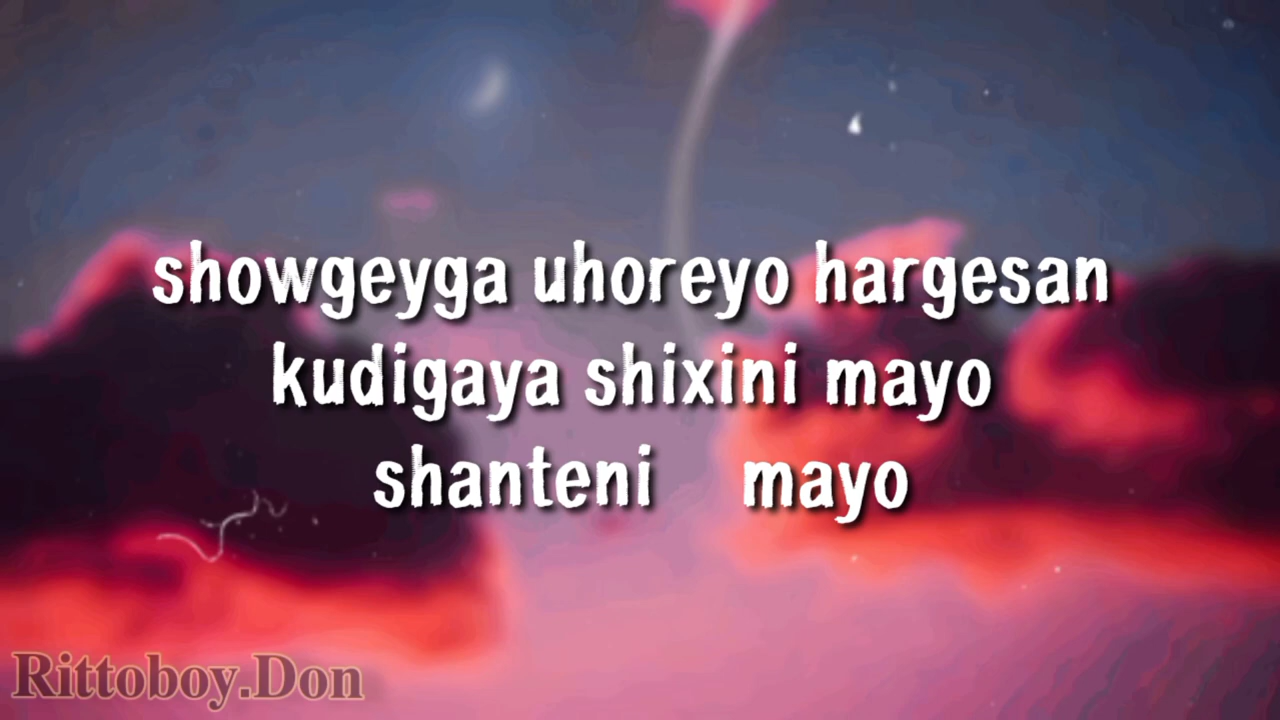 showgeyga uhoreyo hargesan
kudigaya shixini mayo
shanteni mayo
Rittoboy.Don